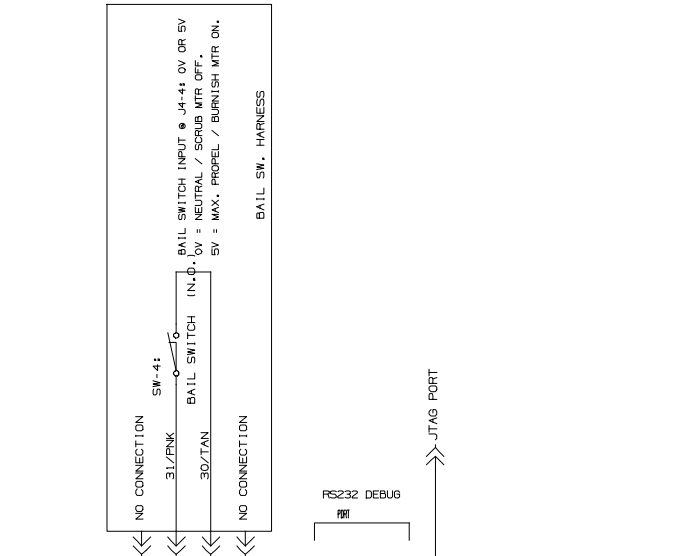 BAIL SWITCH INPUT @ J4-4: 0V OR 5V
0V = NEUTRAL / SCRUB MTR OFF.
5V = MAX. PROPEL / BURNISH MTR ON.
BAIL SW. HARNESS
SW-4:
BAIL SWITCH (N.O.)
NO CONNECTION
31/PNK
30/TAN
NO CONNECTION
JTAG PORT
RS232 DEBUG
PORT